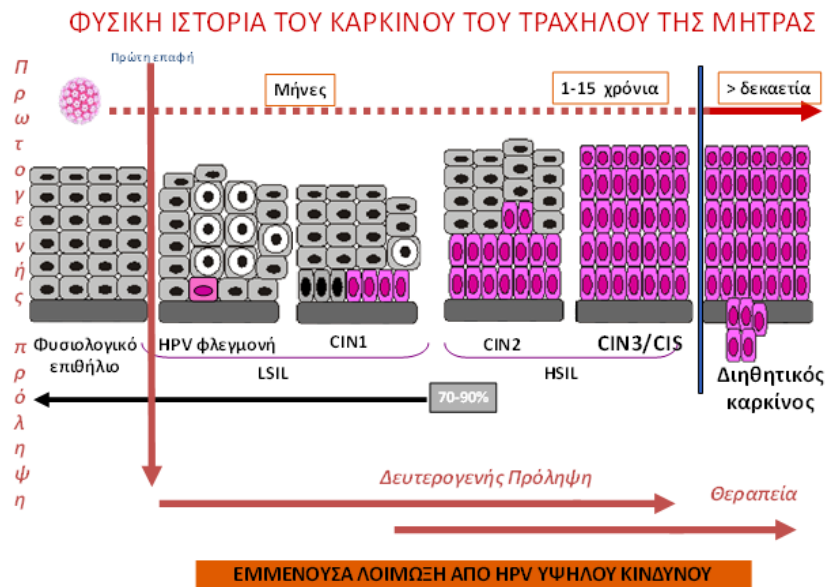 ΦΥΣΙΚΗ ΙΣΤΟΡΙΑ ΤΟΥ ΚΑΡΚΙΝΟΥ ΤΟΥ ΤΡΑΧΗΛΟΥ ΤΗΣ ΜΗΤΡΑΣ
Πρωτογενής πρόληψη
Πρώτη επαφή
Μήνες
1-15 χρόνια
> δεκαετία
Φυσιολογικό
επιθήλιο
HPV φλεγμονή
CIN1
CIN2
CIN3/CIS
Διηθητικός
καρκίνος
LSIL
HSIL
70-90%
Δευτερογενής Πρόληψη
Θεραπεία
ΕΜΜΕΝΟΥΣΑ ΛΟΙΜΩΞΗ ΑΠΟ HPV ΥΨΗΛΟΥ ΚΙΝΔΥΝΟΥ